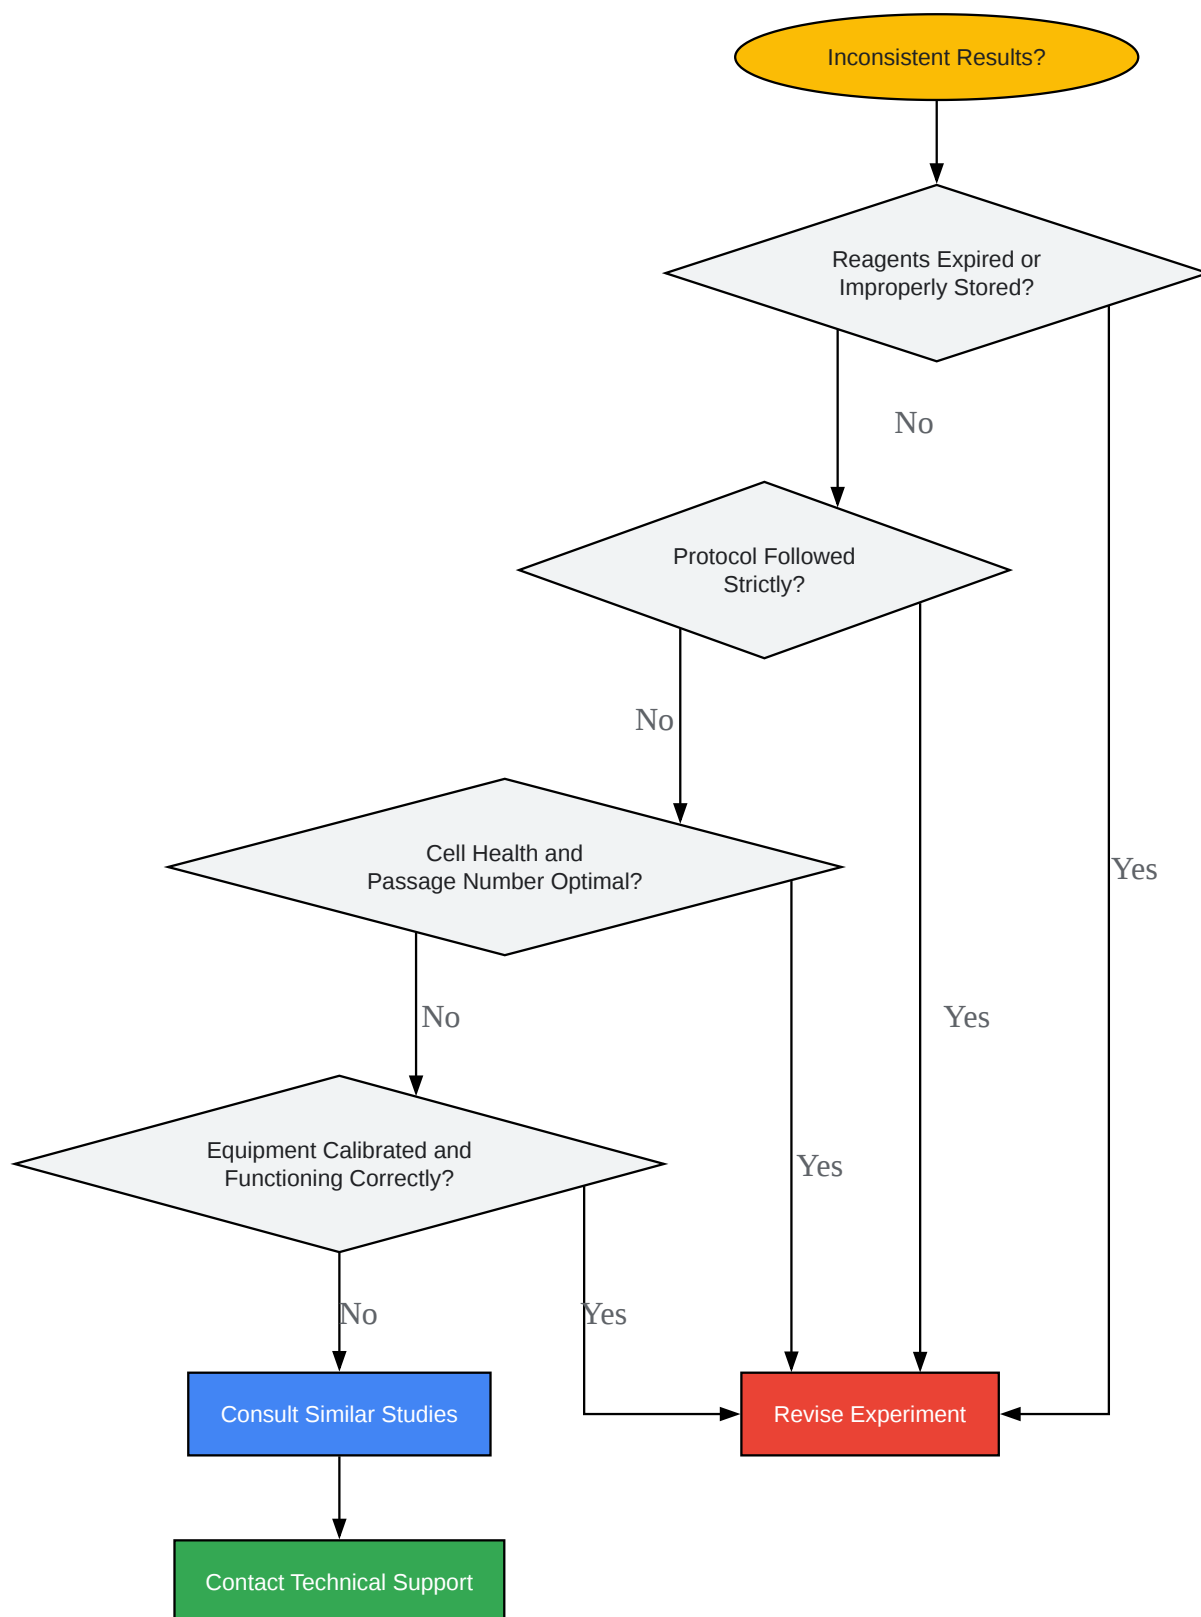 Inconsistent Results?
Reagents Expired or
Improperly Stored?
No
Protocol Followed
Strictly?
No
Cell Health and
Passage Number Optimal?
Yes
No
Yes
Equipment Calibrated and
Functioning Correctly?
Yes
No
Yes
Consult Similar Studies
Revise Experiment
Contact Technical Support